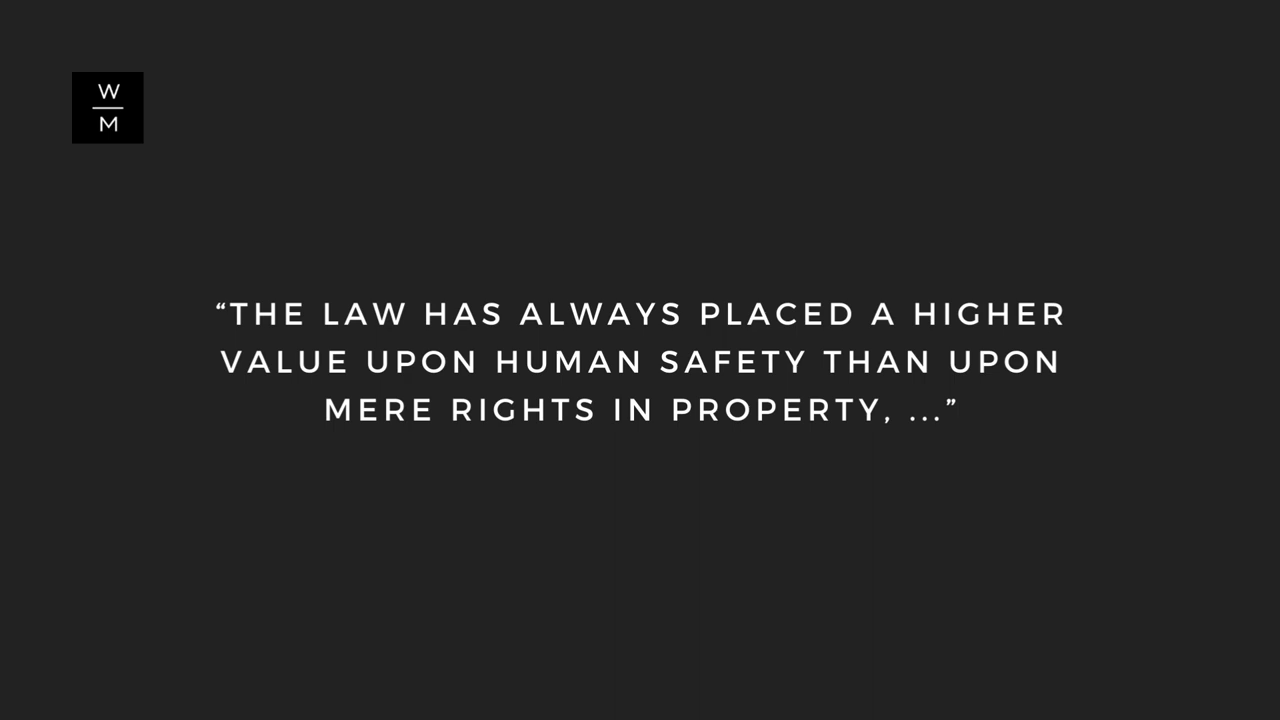 W
M
“THE LAW HAS ALWAYS PLACED A HIGHER
VALUE UPON HUMAN SAFETY THAN UPON
MERE RIGHTS IN PROPERTY, ...”